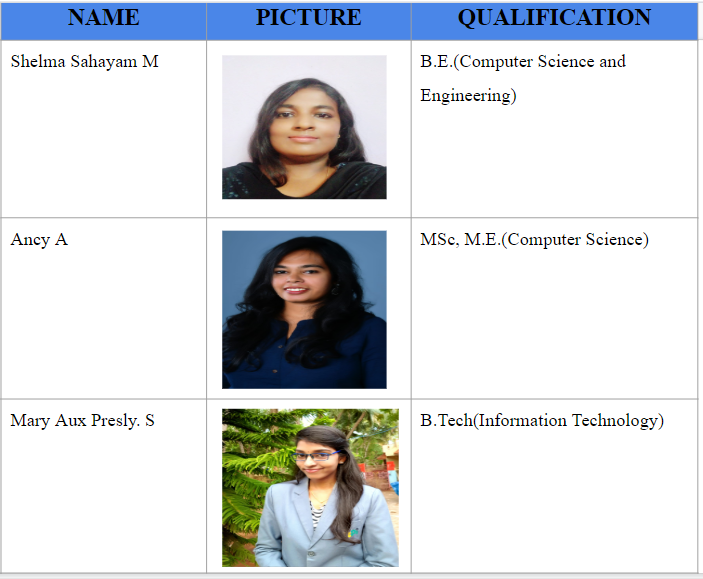 NAME PICTURE QUALIFICATION
Shelma Sahayam M B.E.(Computer Science and
Engineering)
Ancy A MSc, M.E.(Computer Science)
Mary Aux Presly. S B.Tech(Information Technology)